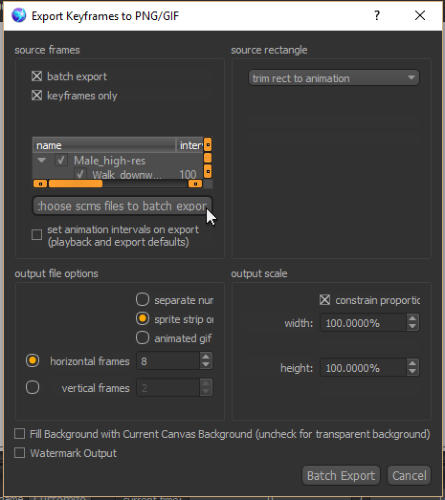 Export Keyframes to PNG/GIF
source frames
source rectangle
batch export
keyframes only
trim rect to animation
name inter
Male_high-res
Walk_downw... 100
:hoose scms files to batch expor
set animation intervals on export
(playback and export defaults)
output file options
output scale
separate nur
sprite strip or
animated gif
horizontal frames 8
vertical frames 2
constrain proportic
width: 100.0000%
height: 100.0000%
Fill Background with Current Canvas Background (uncheck for transparent background)
Watermark Output
Batch Export Cancel